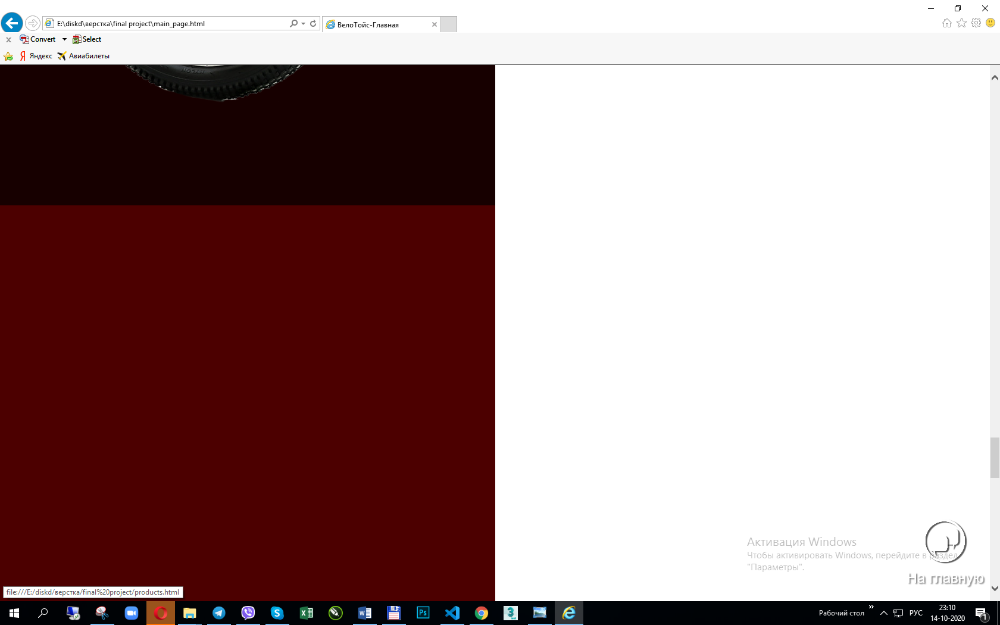 E:\diskd\верстка\final project\main_page.html
ВелоТойс-Главная
Convert
Select
Яндекс
Авиабилеты
Активация Windows
Чтобы активировать Windows, перейдите в раздел
"Параметры".
На главную
file:///E:/diskd/верстка/final%20project/products.html
Рабочий стол
РУС
23:10
14-10-2020
1